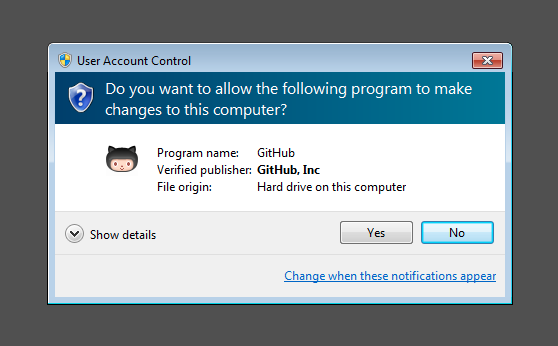 User Account Control
Do you want to allow the following program to make
changes to this computer?
Program name: GitHub
Verified publisher: GitHub, Inc
File origin: Hard drive on this computer
Show details
Yes
No
Change when these notifications appear